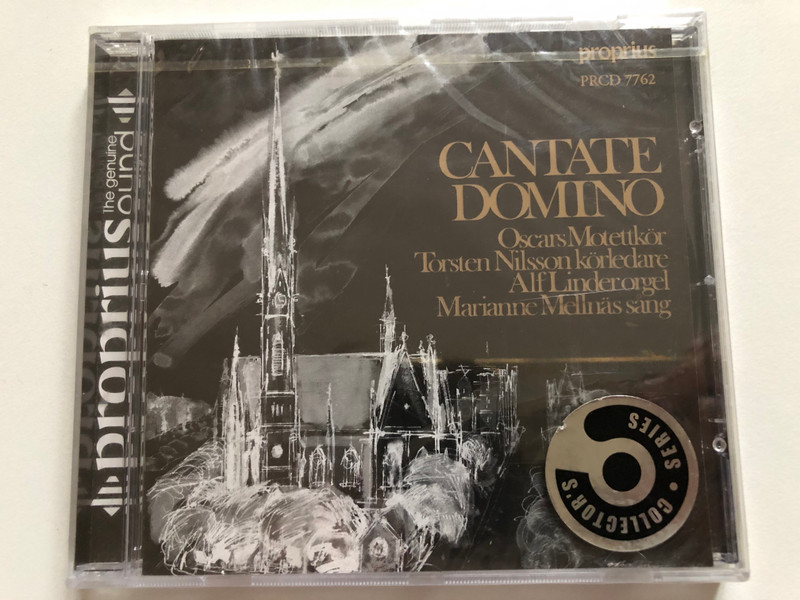 proprius
PRCD 7762
CANTATE
DOMINO
Oscars Motettkör
Torsten Nilsson körledare
Alf Linder orgel
Marianne Mellnäs sång
proprius
The genuine
sound
COLLECTOR'S • SERIES